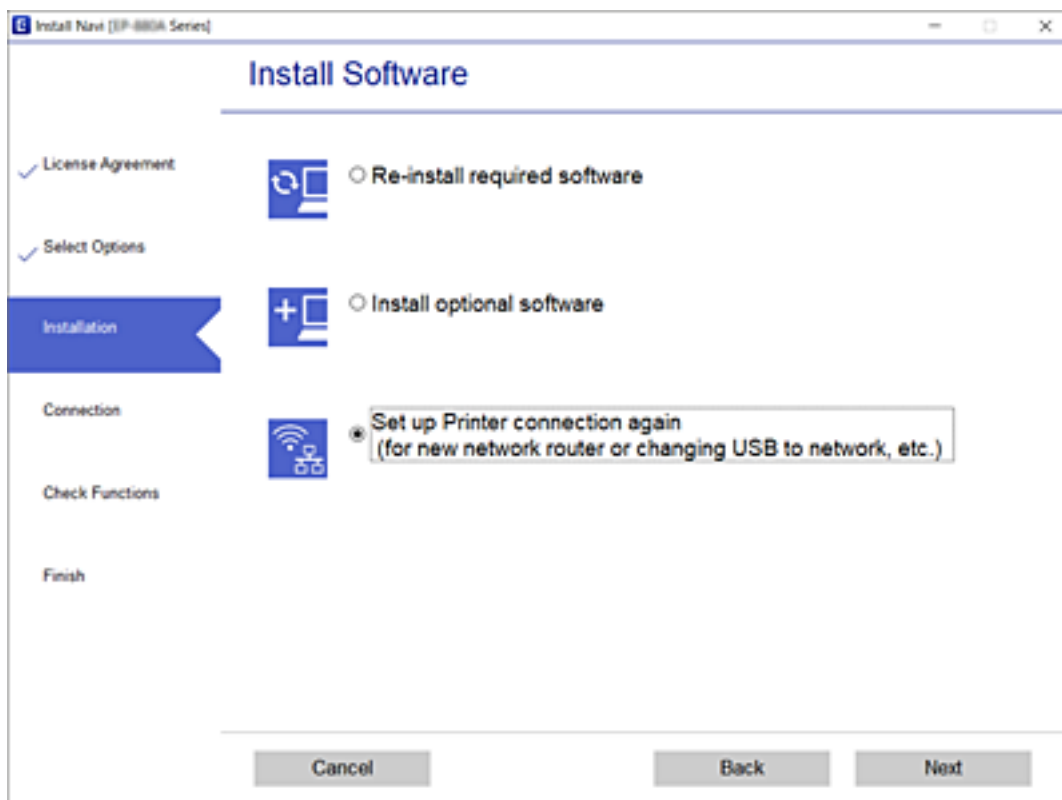 Install Navi [EP-880A Series]
Install Software
License Agreement
Select Options
Installation
Connection
Check Functions
Finish
Re-install required software
Install optional software
Set up Printer connection again
(for new network router or changing USB to network, etc.)
Cancel
Back
Next